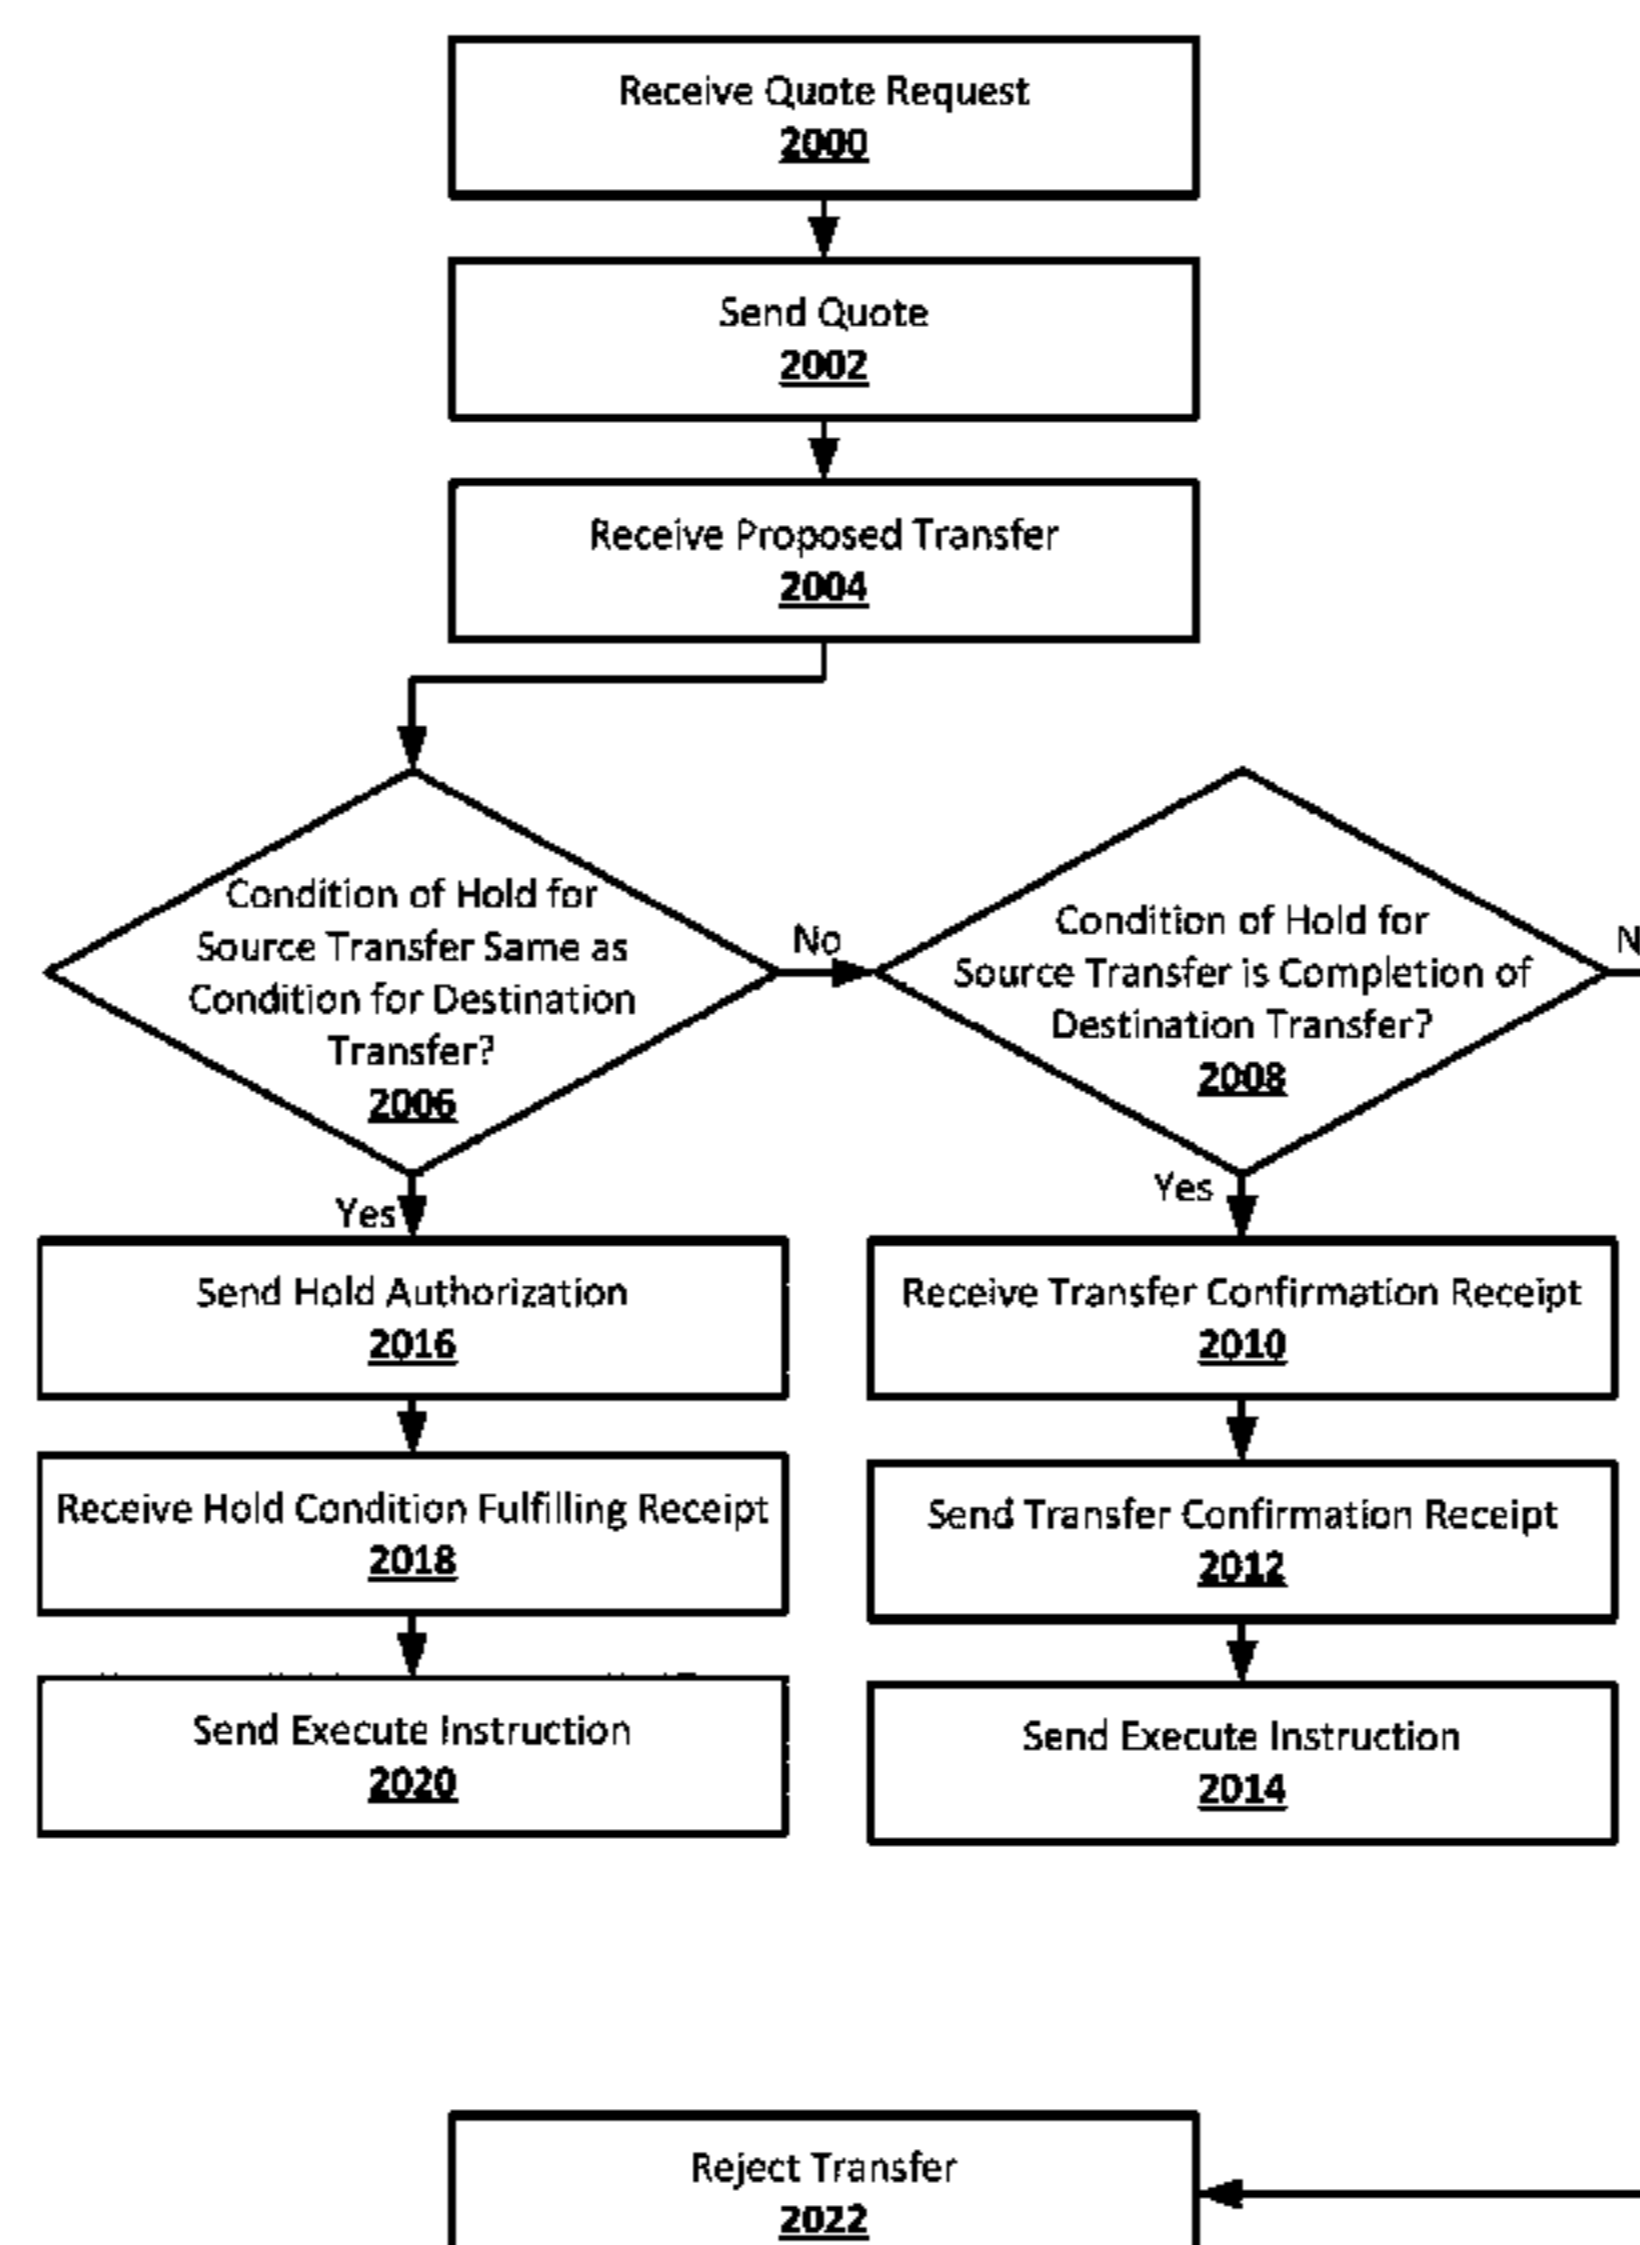 Receive Quote Request
2000
Send Quote
2002
Receive Proposed Transfer
2004
Condition of Hold for
Source Transfer Same as
Condition for Destination
Transfer?
2006
No
Condition of Hold for
Source Transfer is Completion of
Destination Transfer?
2008
Yes
Yes
Send Hold Authorization
2016
Receive Transfer Confirmation Receipt
2010
Receive Hold Condition Fulfilling Receipt
2018
Send Transfer Confirmation Receipt
2012
Send Execute Instruction
2020
Send Execute Instruction
2014
Reject Transfer
2022